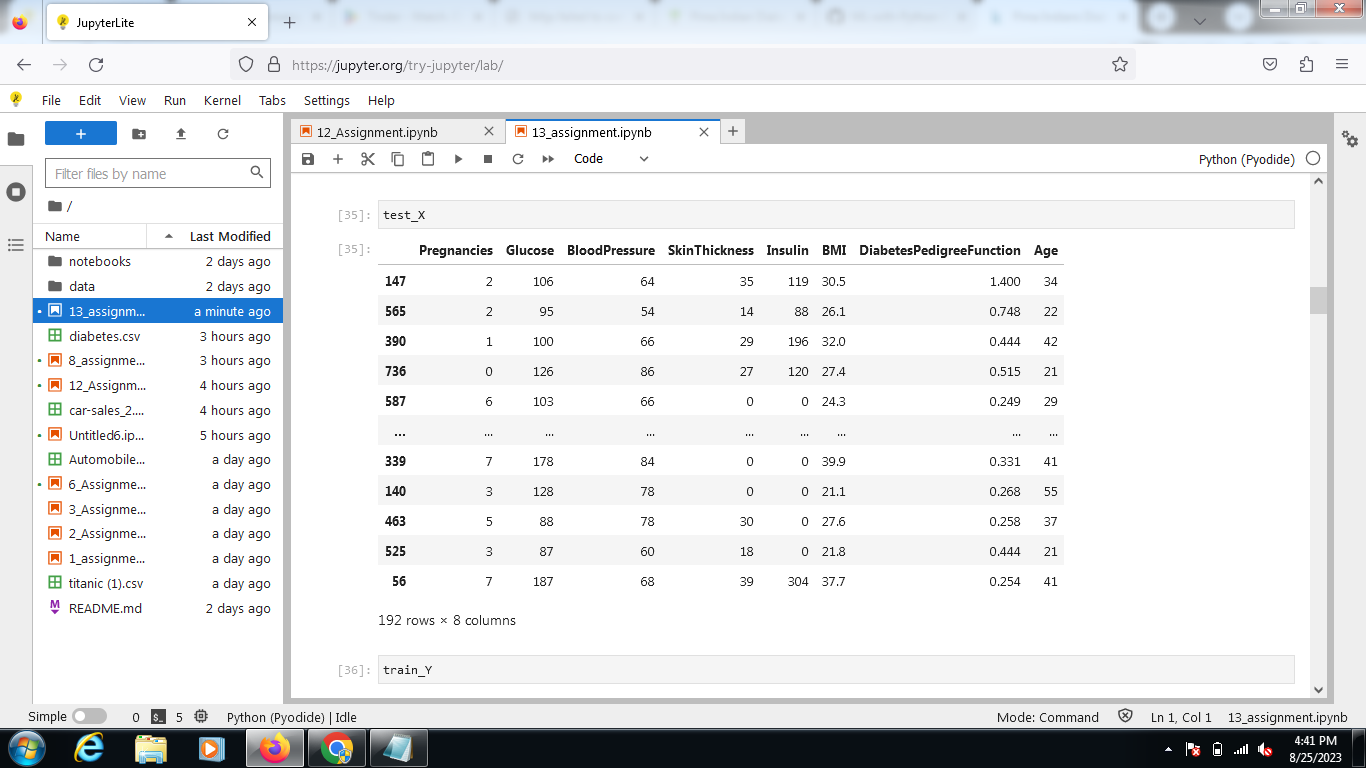 JupyterLite
https://jupyter.org/try-jupyter/lab/
File Edit View Run Kernel Tabs Settings Help
12_Assignment.ipynb
13_assignment.ipynb
Code
Python (Pyodide)
Filter files by name
/
Name Last Modified
notebooks 2 days ago
data 2 days ago
13_assignm... a minute ago
diabetes.csv 3 hours ago
8_assignme... 3 hours ago
12_Assignm... 4 hours ago
car-sales_2.... 4 hours ago
Untitled6.ip... 5 hours ago
Automobile... a day ago
6_Assignme... a day ago
3_Assignme... a day ago
2_Assignme... a day ago
1_assignme... a day ago
titanic (1).csv a day ago
README.md 2 days ago
[35]: test_X
[35]: Pregnancies Glucose BloodPressure SkinThickness Insulin BMI DiabetesPedigreeFunction Age
147 2 106 64 35 119 30.5 1.400 34
565 2 95 54 14 88 26.1 0.748 22
390 1 100 66 29 196 32.0 0.444 42
736 0 126 86 27 120 27.4 0.515 21
587 6 103 66 0 0 24.3 0.249 29
... ... ... ... ... ... ... ... ...
339 7 178 84 0 0 39.9 0.331 41
140 3 128 78 0 0 21.1 0.268 55
463 5 88 78 30 0 27.6 0.258 37
525 3 87 60 18 0 21.8 0.444 21
56 7 187 68 39 304 37.7 0.254 41
192 rows × 8 columns
[36]: train_Y
Simple 0 5 Python (Pyodide) | Idle
Mode: Command Ln 1, Col 1 13_assignment.ipynb
4:41 PM
8/25/2023